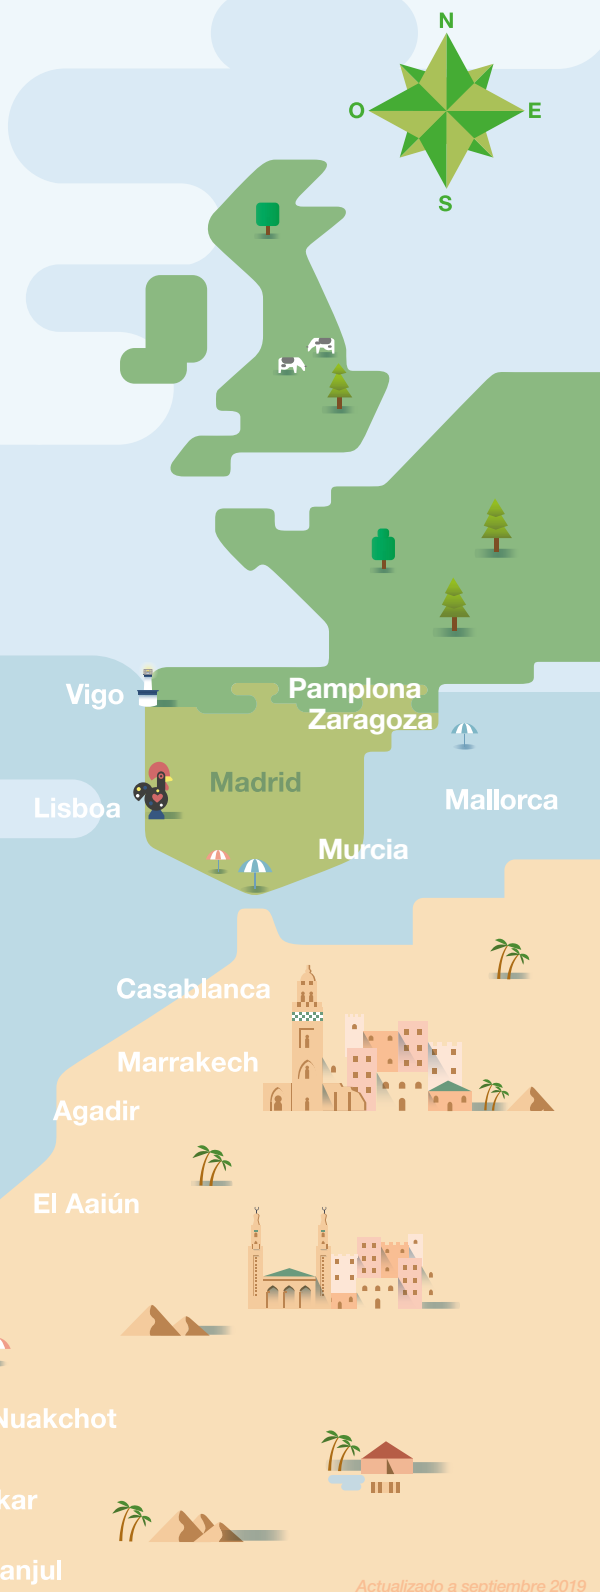 N
O
E
S
Vigo
Pamplona
Zaragoza
Madrid
Lisboa
Mallorca
Murcia
Casablanca
Marrakech
Agadir
El Aaiún
Nuakchot
kar
anjul
Actualizado a septiembre 2019